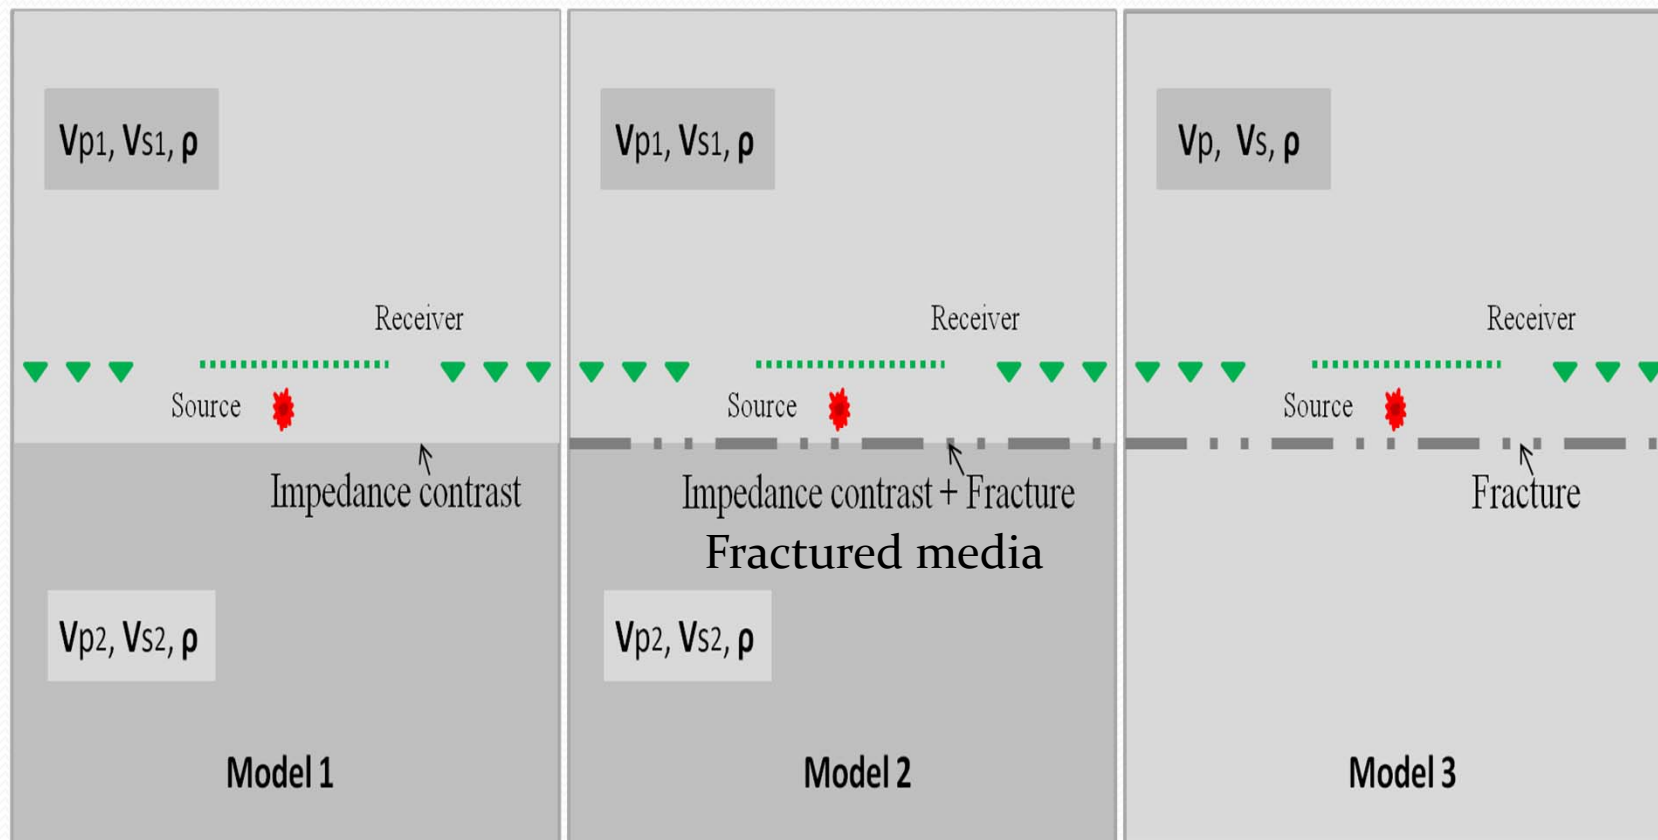 Vp1, Vs1, ρ
Receiver
Source
Impedance contrast
Vp2, Vs2, ρ
Model 1
Vp1, Vs1, ρ
Receiver
Source
Impedance contrast + Fracture
Fractured media
Vp2, Vs2, ρ
Model 2
Vp, Vs, ρ
Receiver
Source
Fracture
Model 3